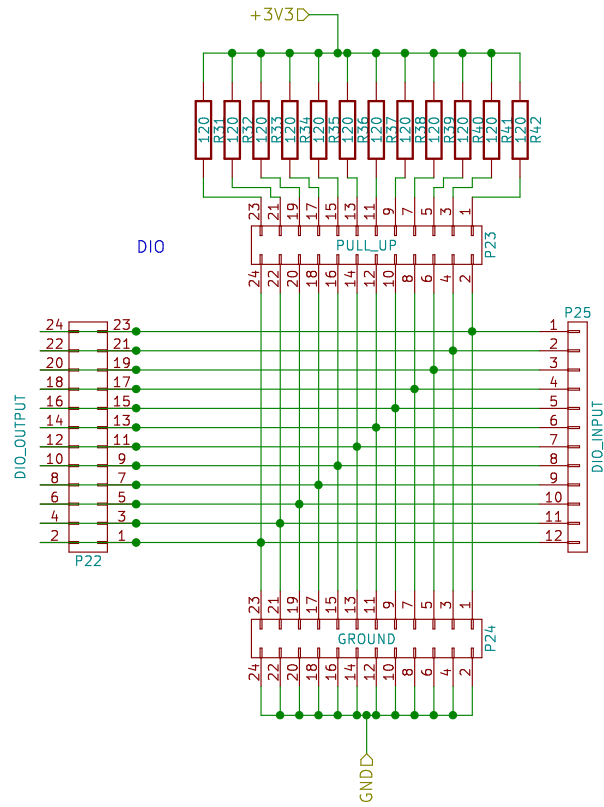 +3V3
120 120 120 120 120 120 120 120 120 120 120 120
R31 R32 R33 R34 R35 R36 R37 R38 R39 R40 R41 R42
23 21 19 17 15 13 11 9 7 5 3 1
DIO
PULL_UP
P23
24 22 20 18 16 14 12 10 8 6 4 2
P25
24 23 1
22 21 2
20 19 3
18 17 4
16 15 5
14 13 6
12 11 7
10 9 8
8 7 9
6 5 10
4 3 11
2 1 12
DIO_OUTPUT
DIO_INPUT
P22
23 21 19 17 15 13 11 9 7 5 3 1
GROUND
P24
24 22 20 18 16 14 12 10 8 6 4 2
GND